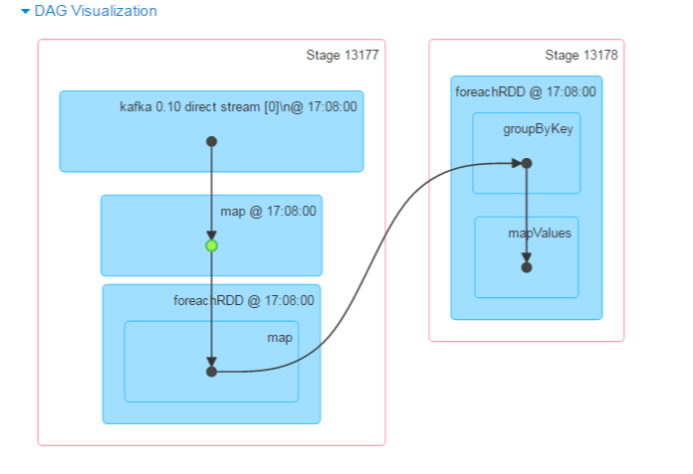 DAG Visualization
Stage 13177
kafka 0.10 direct stream [0]\n@ 17:08:00
map @ 17:08:00
foreachRDD @ 17:08:00
map
Stage 13178
foreachRDD @ 17:08:00
groupByKey
mapValues